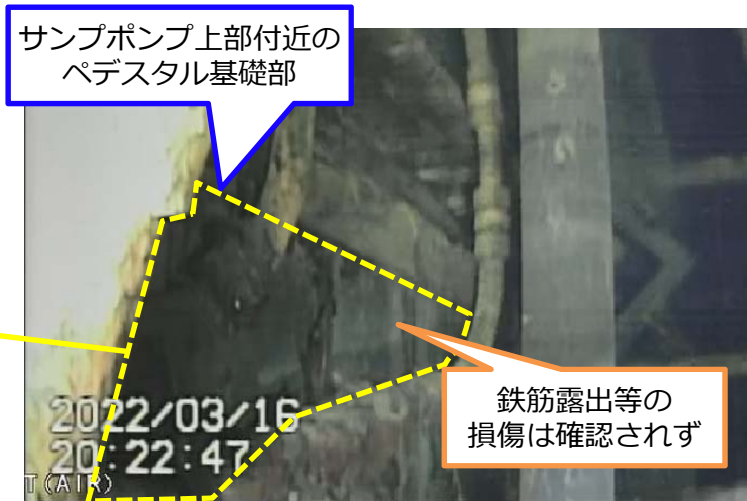 サンプポンプ上部付近の
ペデスタル基礎部
鉄筋露出等の
損傷は確認されず
2022/03/16
20:22:47
T(AIR)